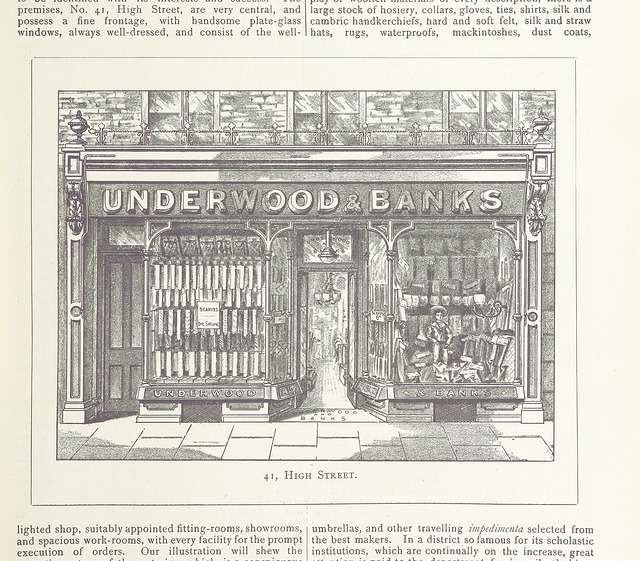 premises, No. 41, High Street, are very central, and
possess a fine frontage, with handsome plate-glass
windows, always well-dressed, and consist of the well-
large stock of hosiery, collars, gloves, ties, shirts, silk and
cambric handkerchiefs, hard and soft felt, silk and straw
hats, rugs, waterproofs, mackintoshes, dust coats,
UNDERWOOD & BANKS
SCARVES
UNDERWOOD
& BANKS
UNDERWOOD
AND
BANKS
41, HIGH STREET.
lighted shop, suitably appointed fitting-rooms, showrooms,
and spacious work-rooms, with every facility for the prompt
execution of orders. Our illustration will shew the
umbrellas, and other travelling impedimenta selected from
the best makers. In a district so famous for its scholastic
institutions, which are continually on the increase, great